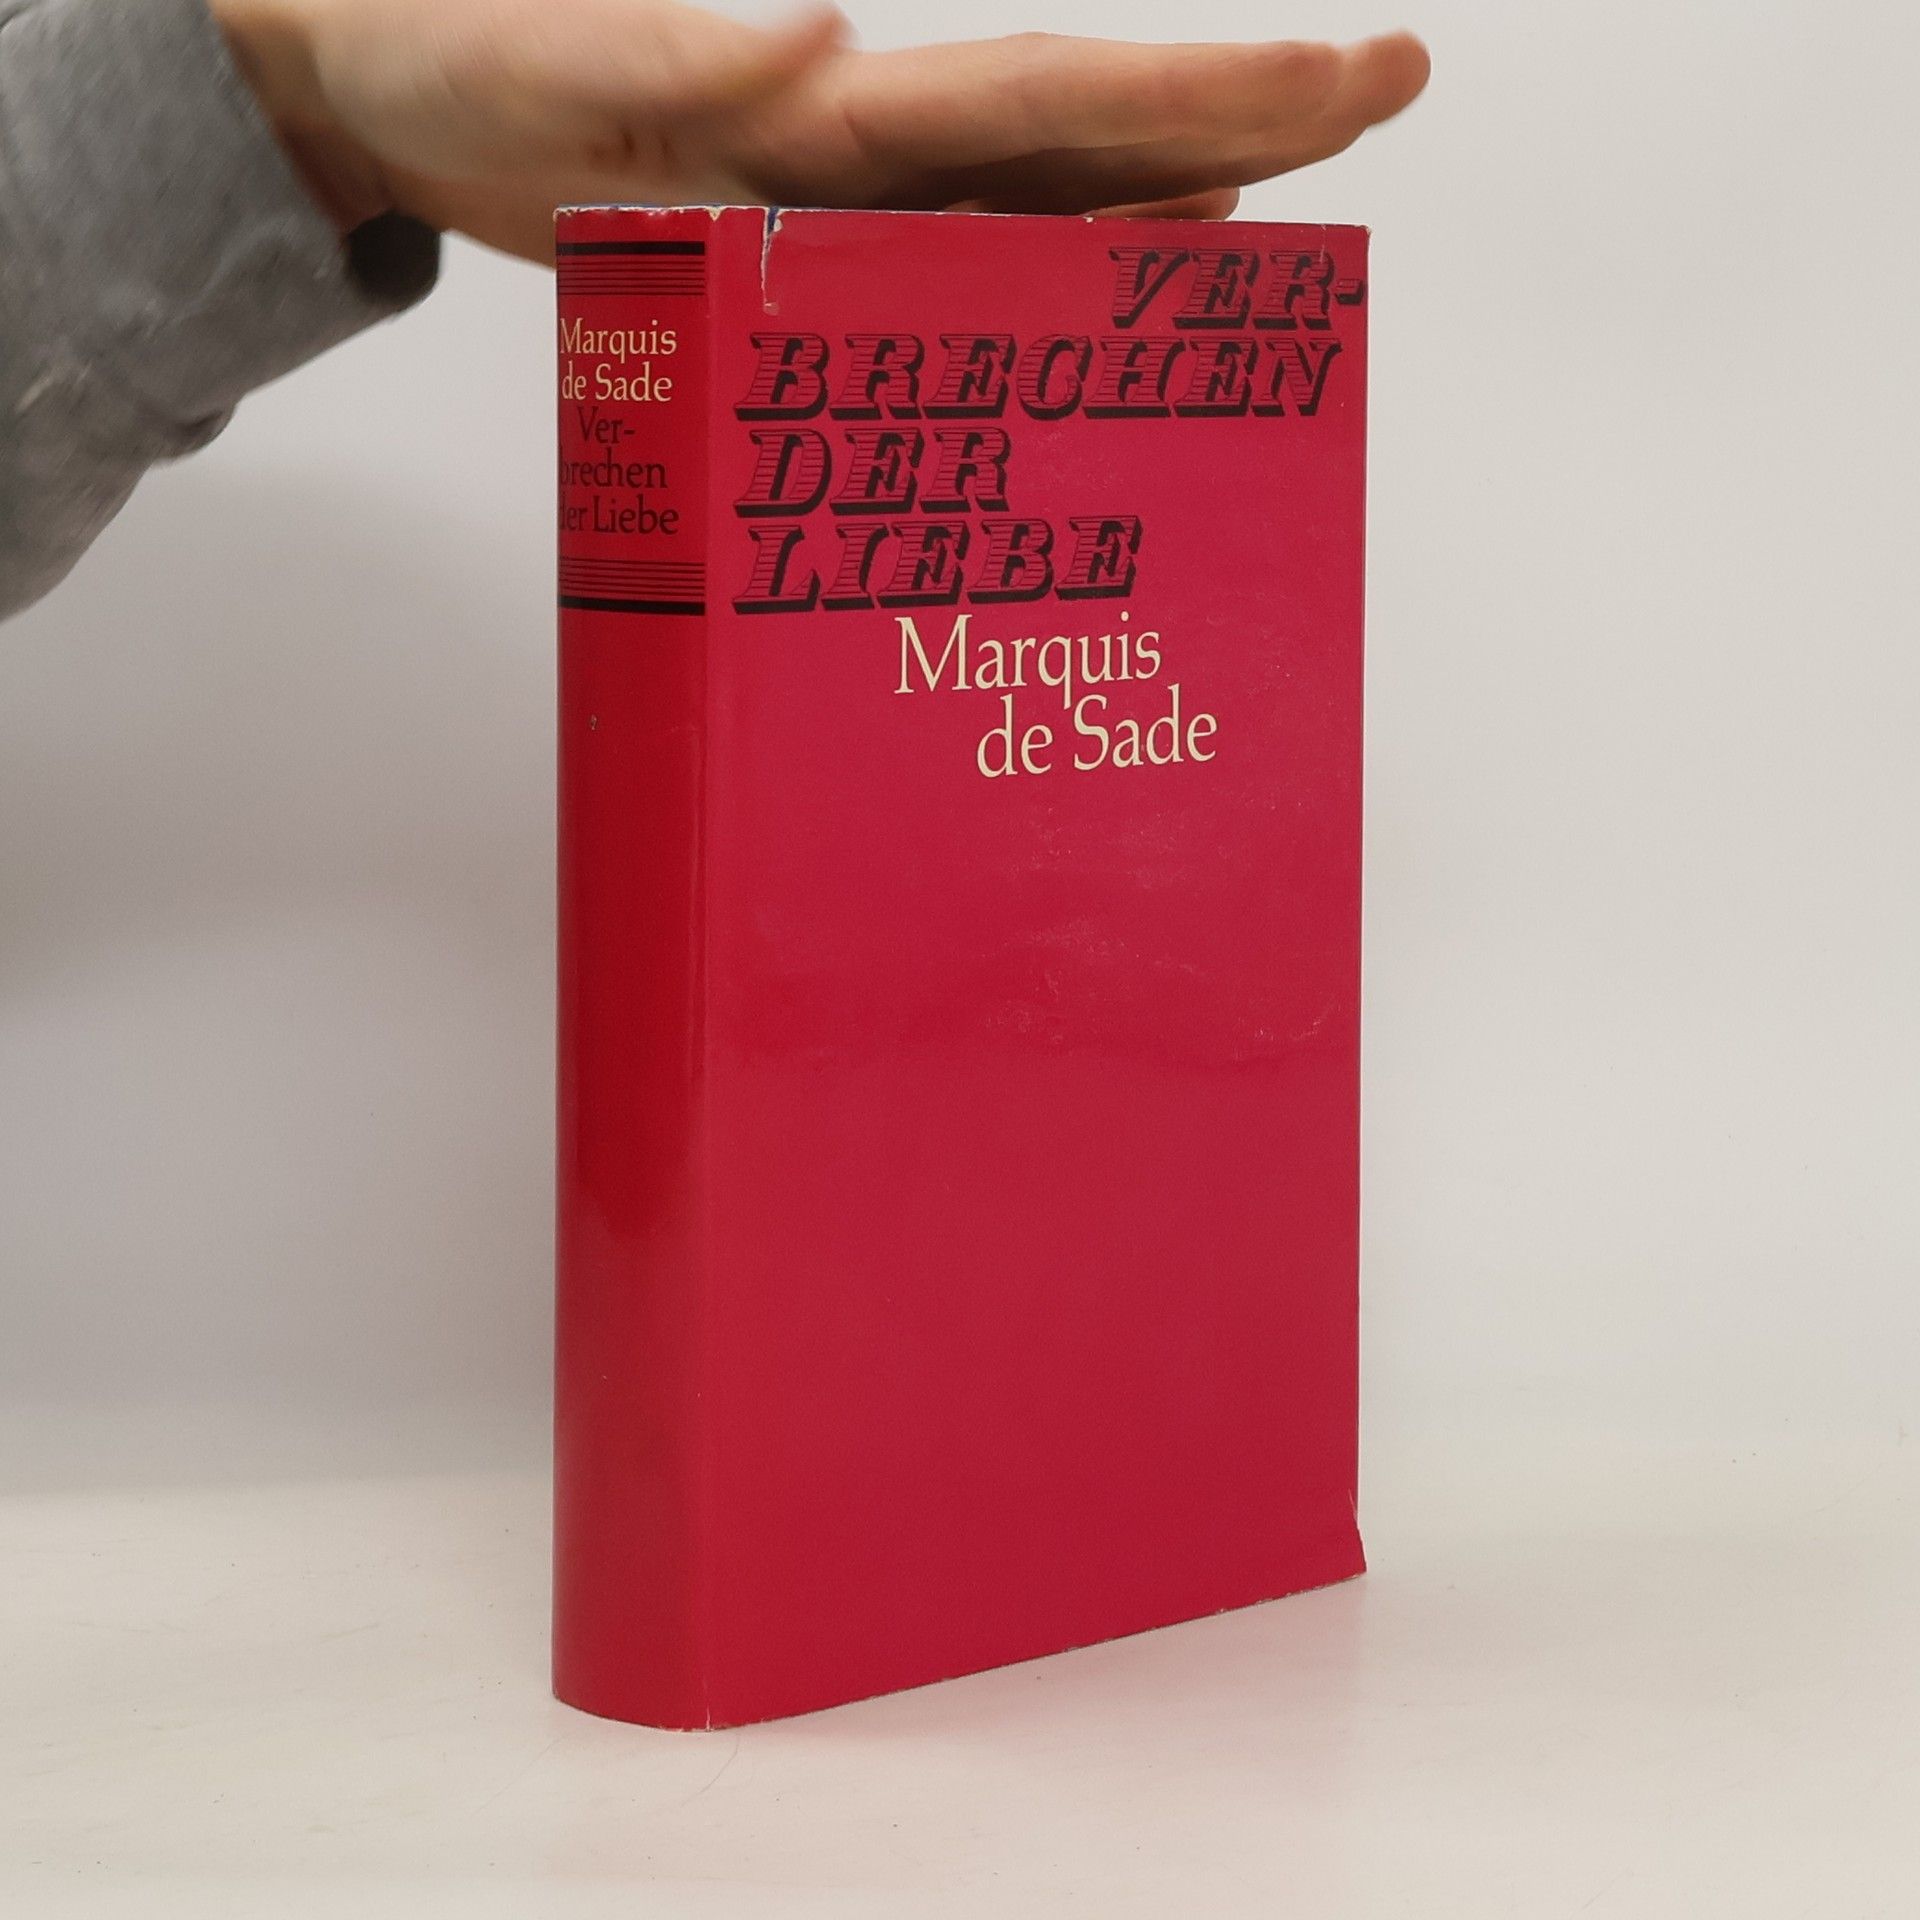 Marquis
de Sade
Ver-
brechen
der Liebe
VER-
BRECHEN
DER
LIEBE
Marquis
de Sade